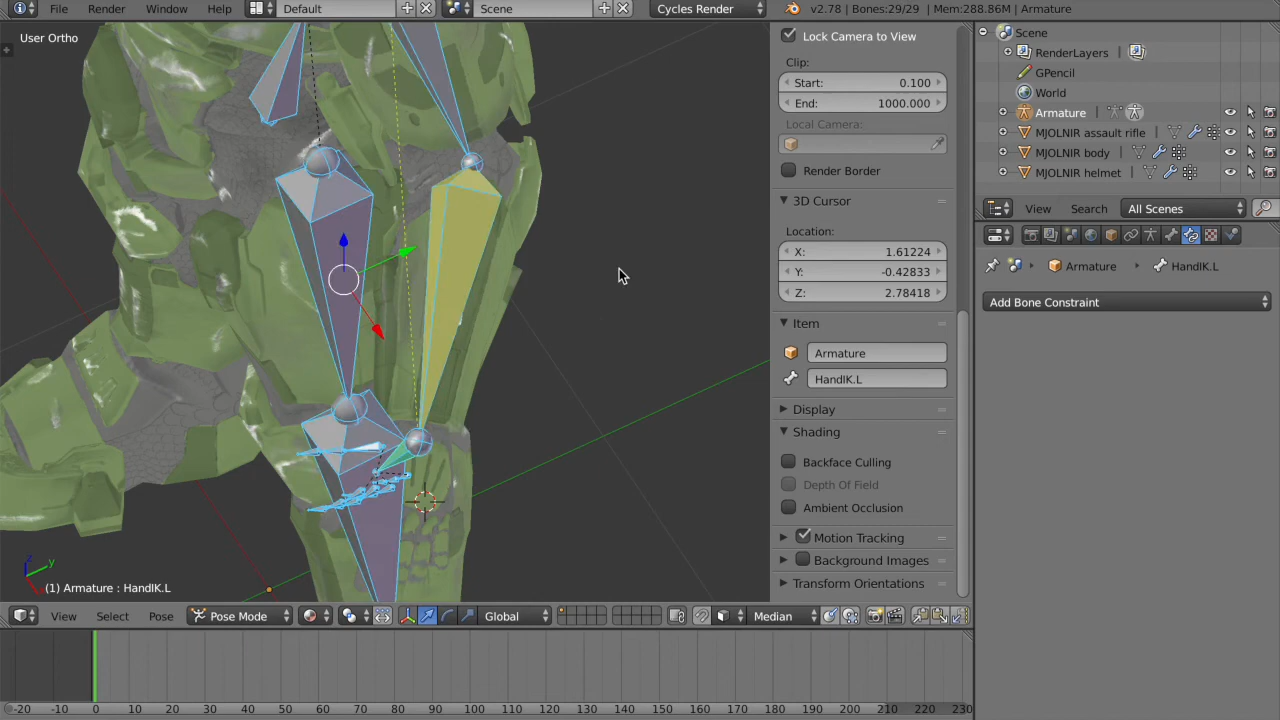 File Render Window Help Default Scene Cycles Render v2.78 | Bones:29/29 | Mem:288.86M | Armature
User Ortho
Lock Camera to View
Clip:
Start: 0.100
End: 1000.000
Local Camera:
Render Border
3D Cursor
Location:
X: 1.61224
Y: -0.42833
Z: 2.78418
Item
Armature
HandIK.L
Display
Shading
Backface Culling
Depth Of Field
Ambient Occlusion
Motion Tracking
Background Images
Transform Orientations
Scene
RenderLayers
GPencil
World
Armature
MJOLNIR assault rifle
MJOLNIR body
MJOLNIR helmet
View Search All Scenes
Armature HandIK.L
Add Bone Constraint
z
y
(1) Armature : HandIK.L
View Select Pose Pose Mode Global Median
-20 -10 0 10 20 30 40 50 60 70 80 90 100 110 120 130 140 150 160 170 180 190 200 210 220 230